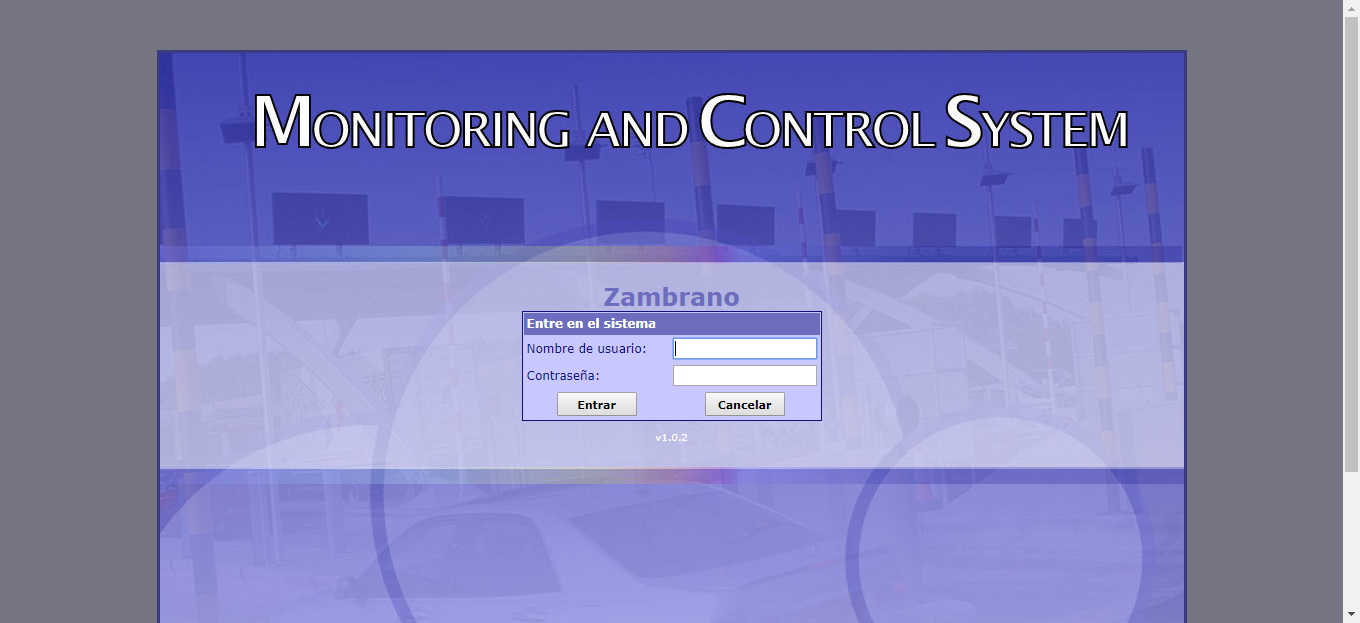 MONITORING AND CONTROL SYSTEM
Zambrano
Entre en el sistema
Nombre de usuario:
Contraseña:
Entrar Cancelar
v1.0.2